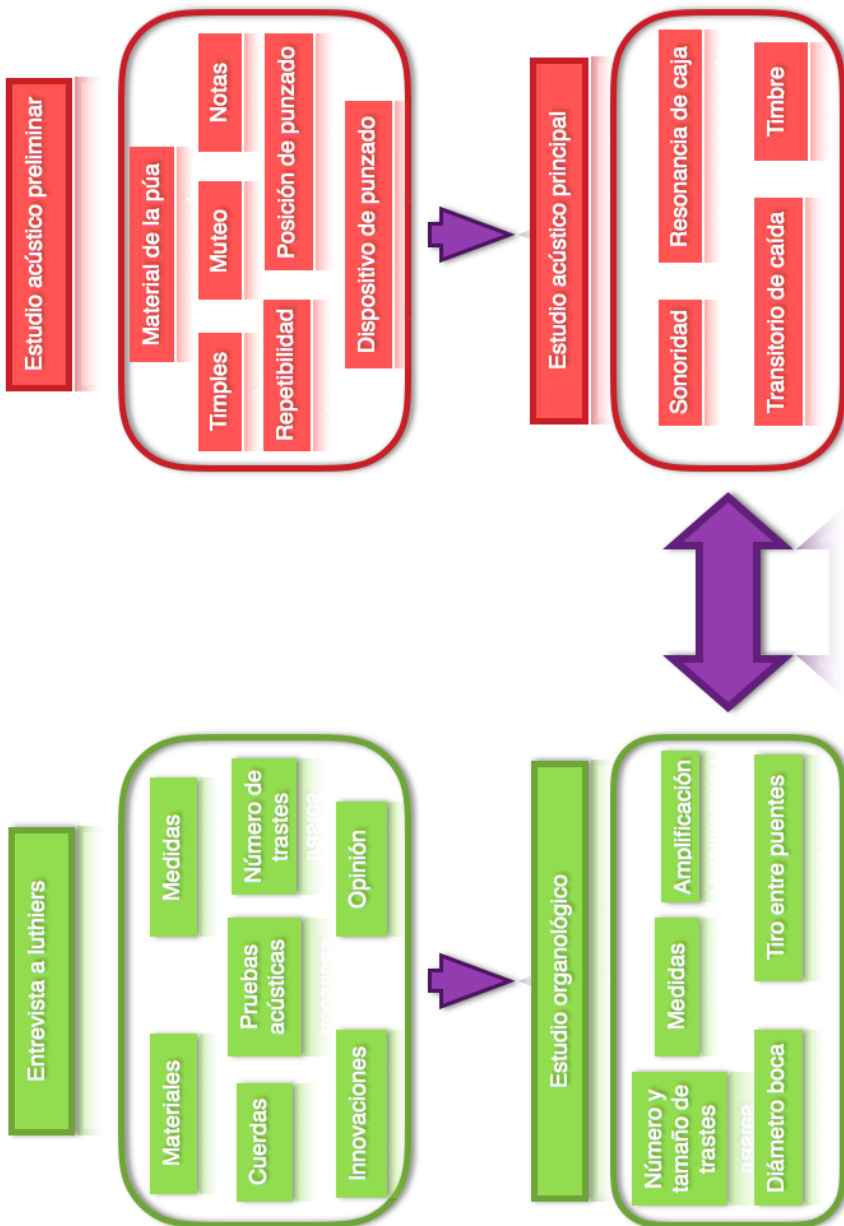 Entrevista a luthiers
Materiales
Medidas
Cuerdas
Pruebas
acústicas
Número de
trastes
Innovaciones
Opinión
Estudio organológico
Número y
tamaño de
trastes
Medidas
Amplificación
Diámetro boca
Tiro entre puentes
Estudio acústico preliminar
Material de la púa
Timples
Muteo
Notas
Repetibilidad
Posición de punzado
Dispositivo de punzado
Estudio acústico principal
Sonoridad
Resonancia de caja
Transitorio de caída
Timbre